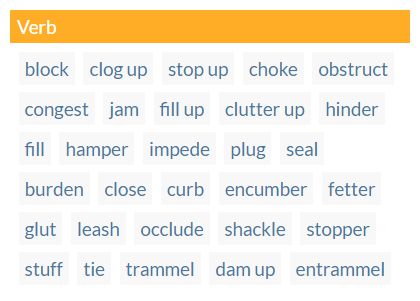 Verb
block clog up stop up choke obstruct
congest jam fill up clutter up hinder
fill hamper impede plug seal
burden close curb encumber fetter
glut leash occlude shackle stopper
stuff tie trammel dam up entrammel